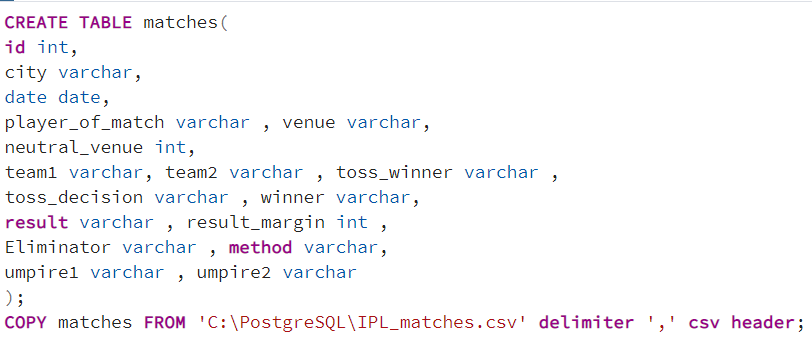 CREATE TABLE matches(
id int,
city varchar,
date date,
player_of_match varchar , venue varchar,
neutral_venue int,
team1 varchar, team2 varchar , toss_winner varchar ,
toss_decision varchar , winner varchar,
result varchar , result_margin int ,
Eliminator varchar , method varchar,
umpire1 varchar , umpire2 varchar
);
COPY matches FROM 'C:\PostgreSQL\IPL_matches.csv' delimiter ',' csv header;